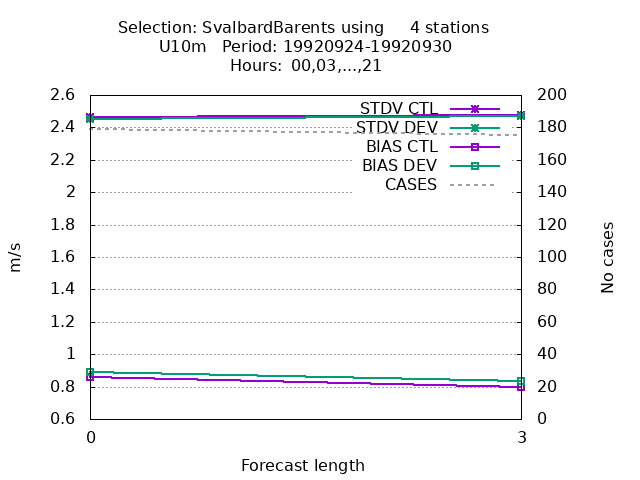 Selection: SvalbardBarents using 4 stations
U10m Period: 19920924-19920930
Hours: 00,03,...,21
2.6
2.4
2.2
2
1.8
1.6
1.4
1.2
1
0.8
0.6
m/s
STDV CTL
STDV DEV
BIAS CTL
BIAS DEV
CASES
200
180
160
140
120
100
80
60
40
20
0
No cases
0
3
Forecast length